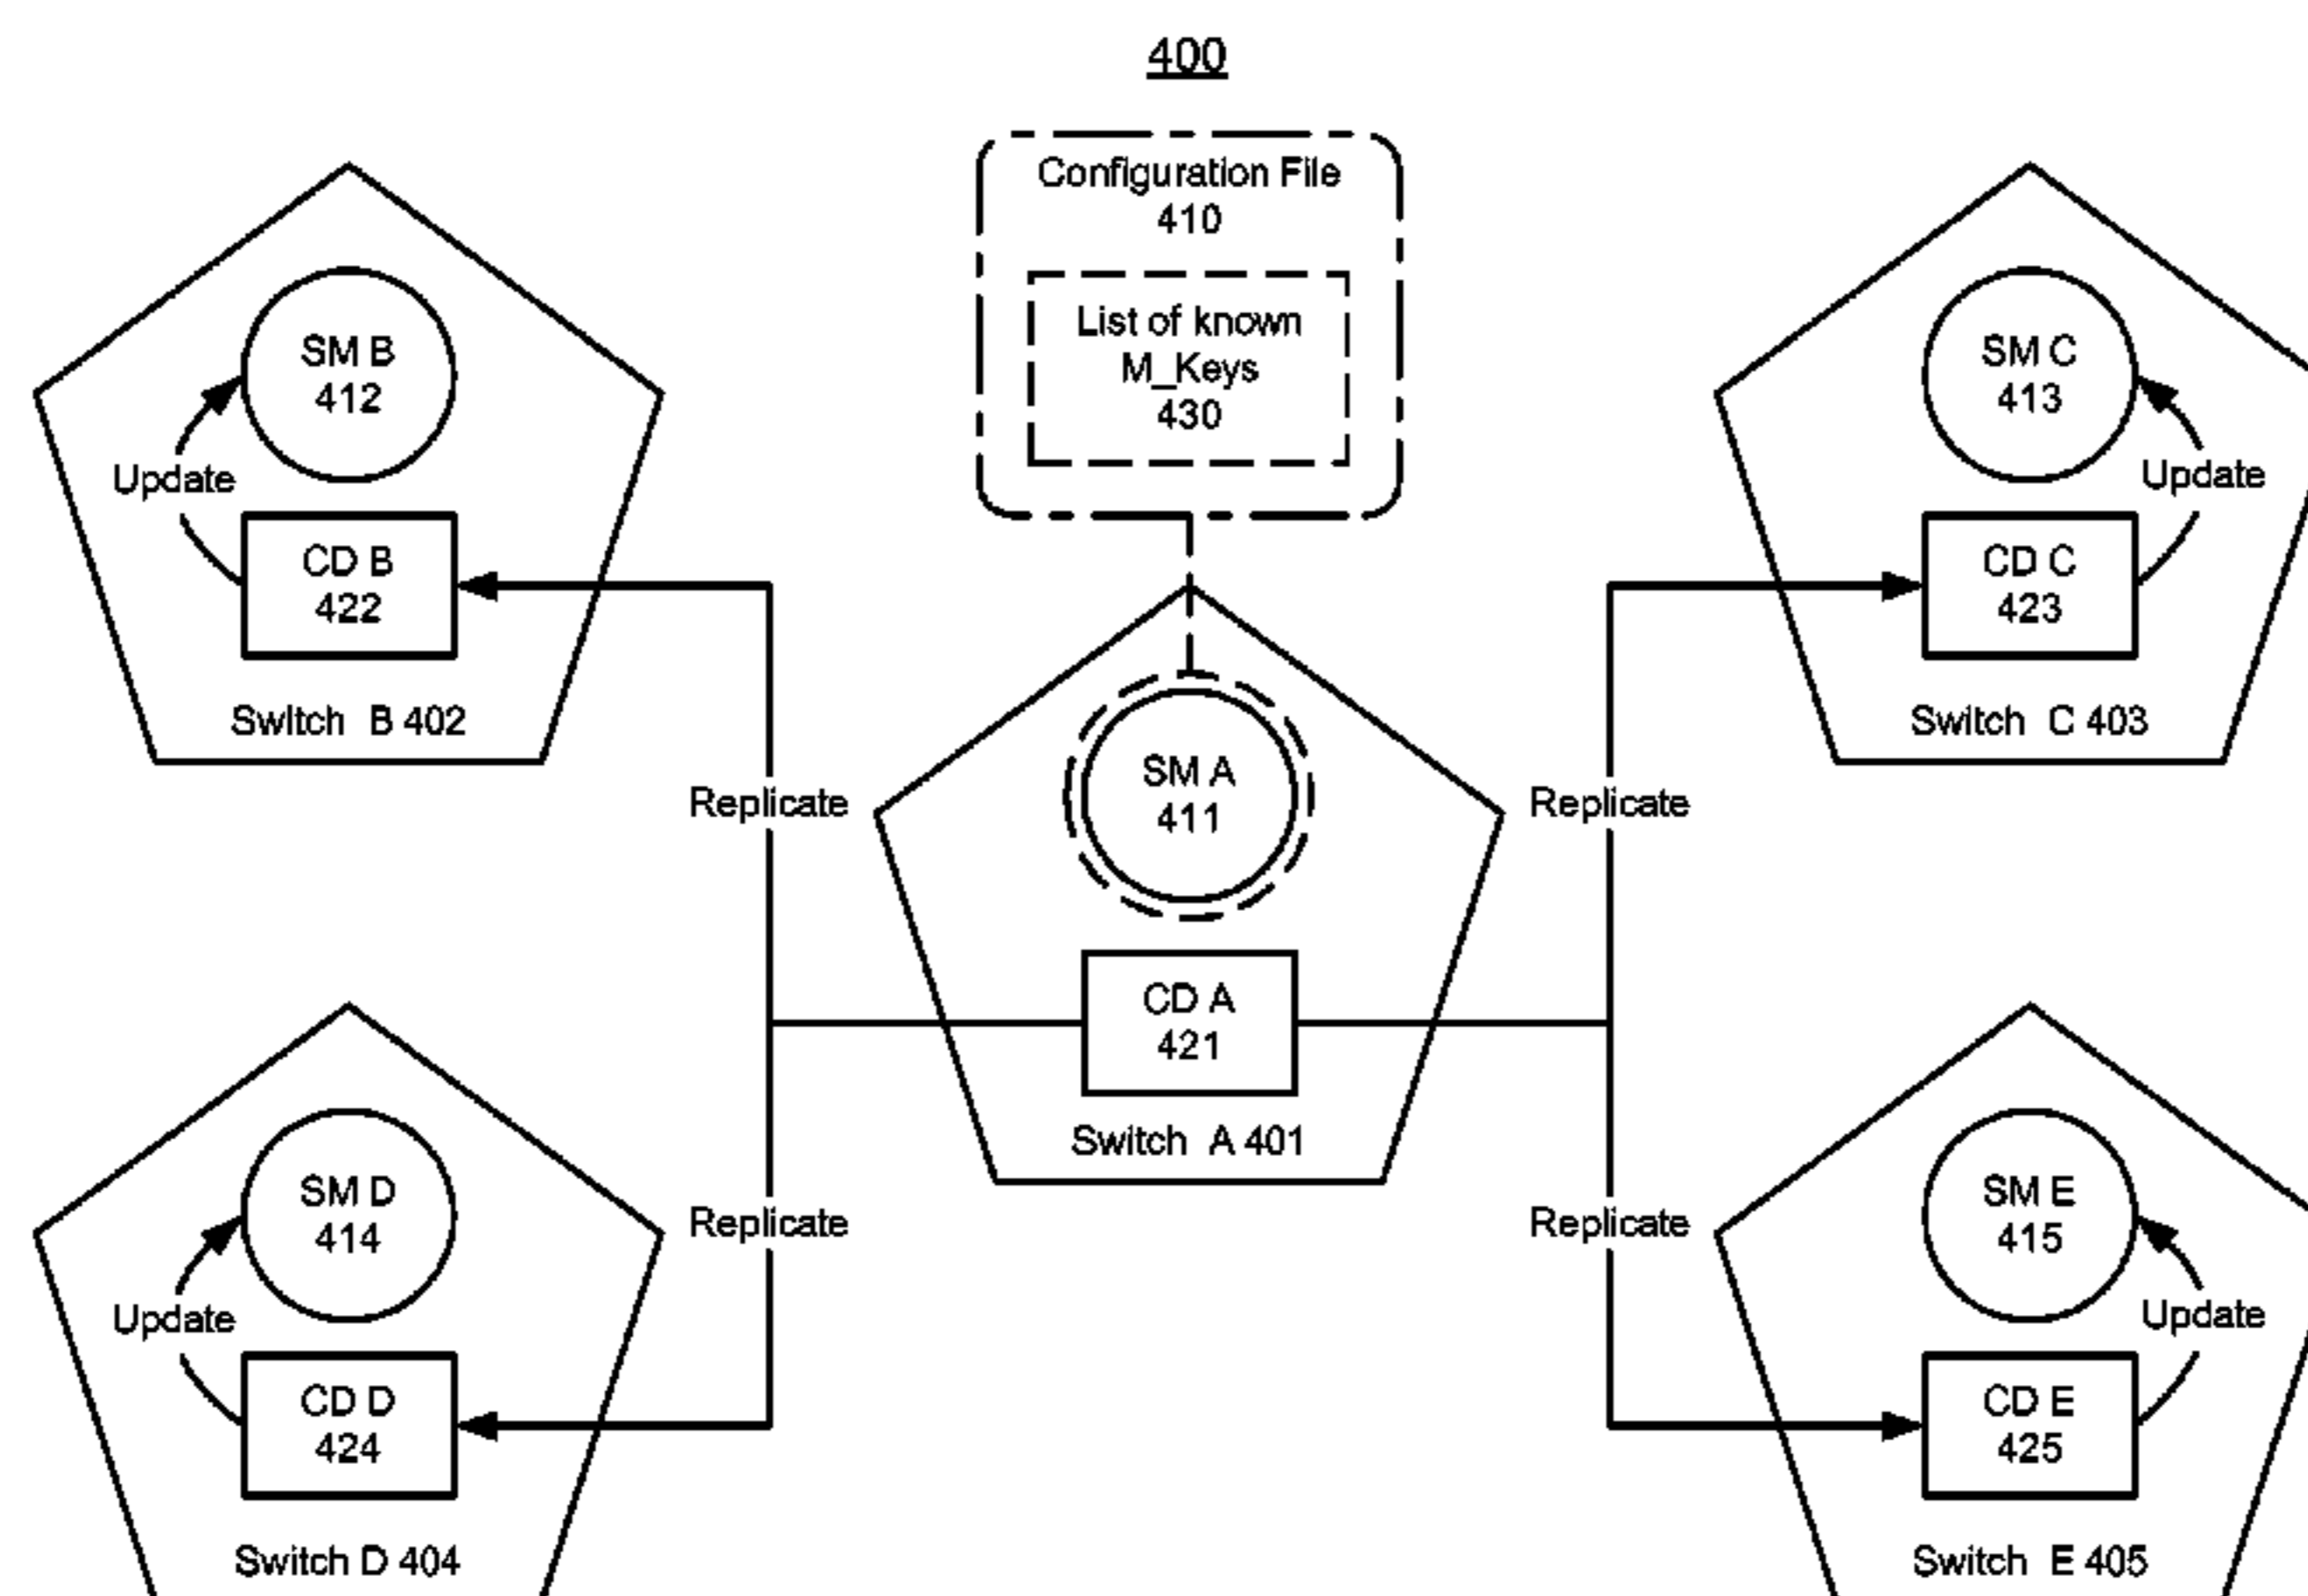 400
Configuration File
410
List of known
M_Keys
430
SM B
412
Update
CD B
422
Switch B 402
SM C
413
Update
CD C
423
Switch C 403
Replicate
Replicate
SM A
411
CD A
421
Switch A 401
Replicate
Replicate
SM D
414
Update
CD D
424
Switch D 404
SM E
415
Update
CD E
425
Switch E 405